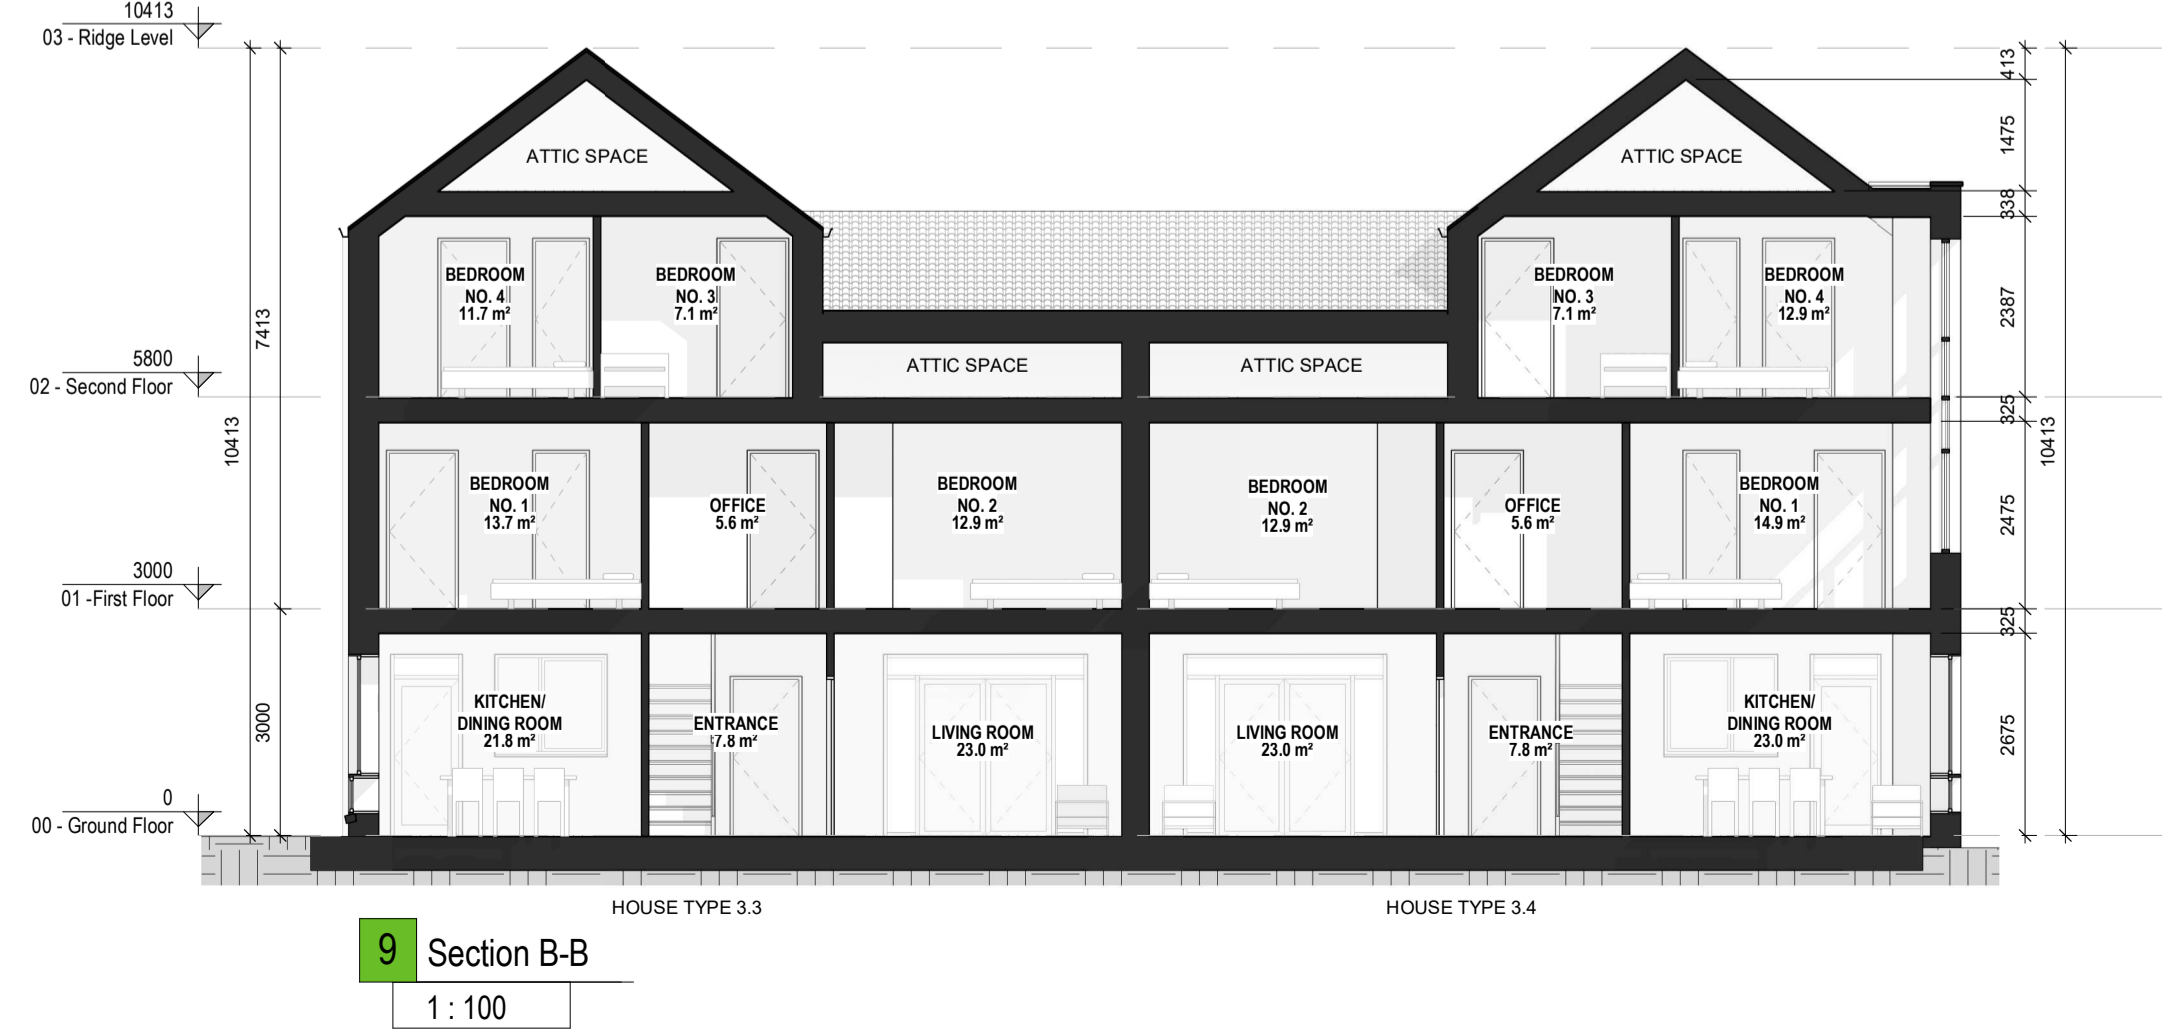 10413
03 - Ridge Level
413
ATTIC SPACE
ATTIC SPACE
1475
338
BEDROOM
NO. 4
11.7 m²
BEDROOM
NO. 3
7.1 m²
BEDROOM
NO. 3
7.1 m²
BEDROOM
NO. 4
12.9 m²
2387
7413
5800
02 - Second Floor
ATTIC SPACE
ATTIC SPACE
325
10413
10413
BEDROOM
NO. 1
13.7 m²
OFFICE
5.6 m²
BEDROOM
NO. 2
12.9 m²
BEDROOM
NO. 2
12.9 m²
OFFICE
5.6 m²
BEDROOM
NO. 1
14.9 m²
2475
3000
01 -First Floor
325
3000
KITCHEN/
DINING ROOM
21.8 m²
ENTRANCE
7.8 m²
LIVING ROOM
23.0 m²
LIVING ROOM
23.0 m²
ENTRANCE
7.8 m²
KITCHEN/
DINING ROOM
23.0 m²
2675
0
00 - Ground Floor
HOUSE TYPE 3.3
HOUSE TYPE 3.4
9 Section B-B
1 : 100